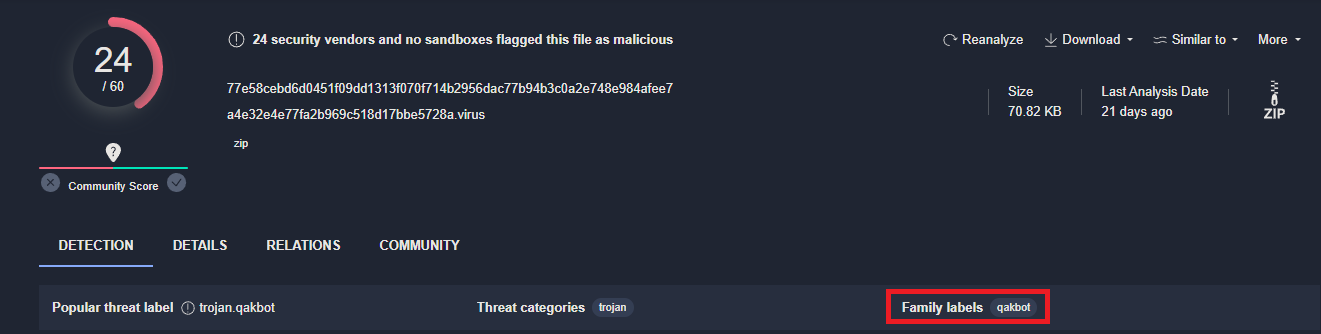 24
/ 60
?
Community Score
24 security vendors and no sandboxes flagged this file as malicious
Reanalyze Download Similar to More
77e58cebd6d0451f09dd1313f070f714b2956dac77b94b3c0a2e748e984afee7
a4e32e4e77fa2b969c518d17bbe5728a.virus
zip
Size
70.82 KB
Last Analysis Date
21 days ago
ZIP
DETECTION DETAILS RELATIONS COMMUNITY
Popular threat label trojan.qakbot
Threat categories trojan
Family labels qakbot